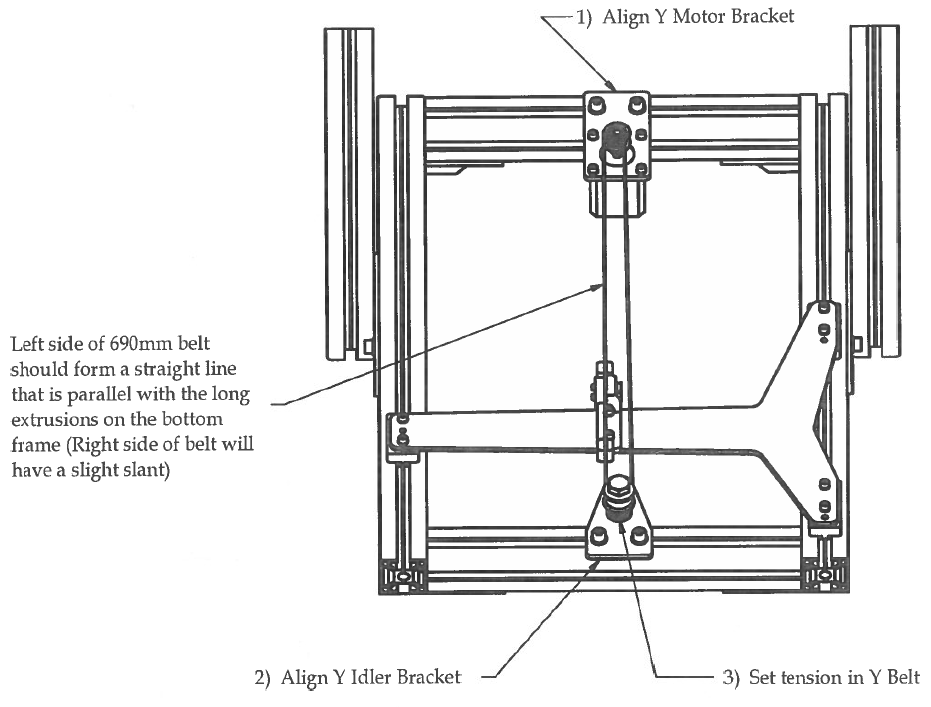 1) Align Y Motor Bracket
Left side of 690mm belt
should form a straight line
that is parallel with the long
extrusions on the bottom
frame (Right side of belt will
have a slight slant)
2) Align Y Idler Bracket
3) Set tension in Y Belt